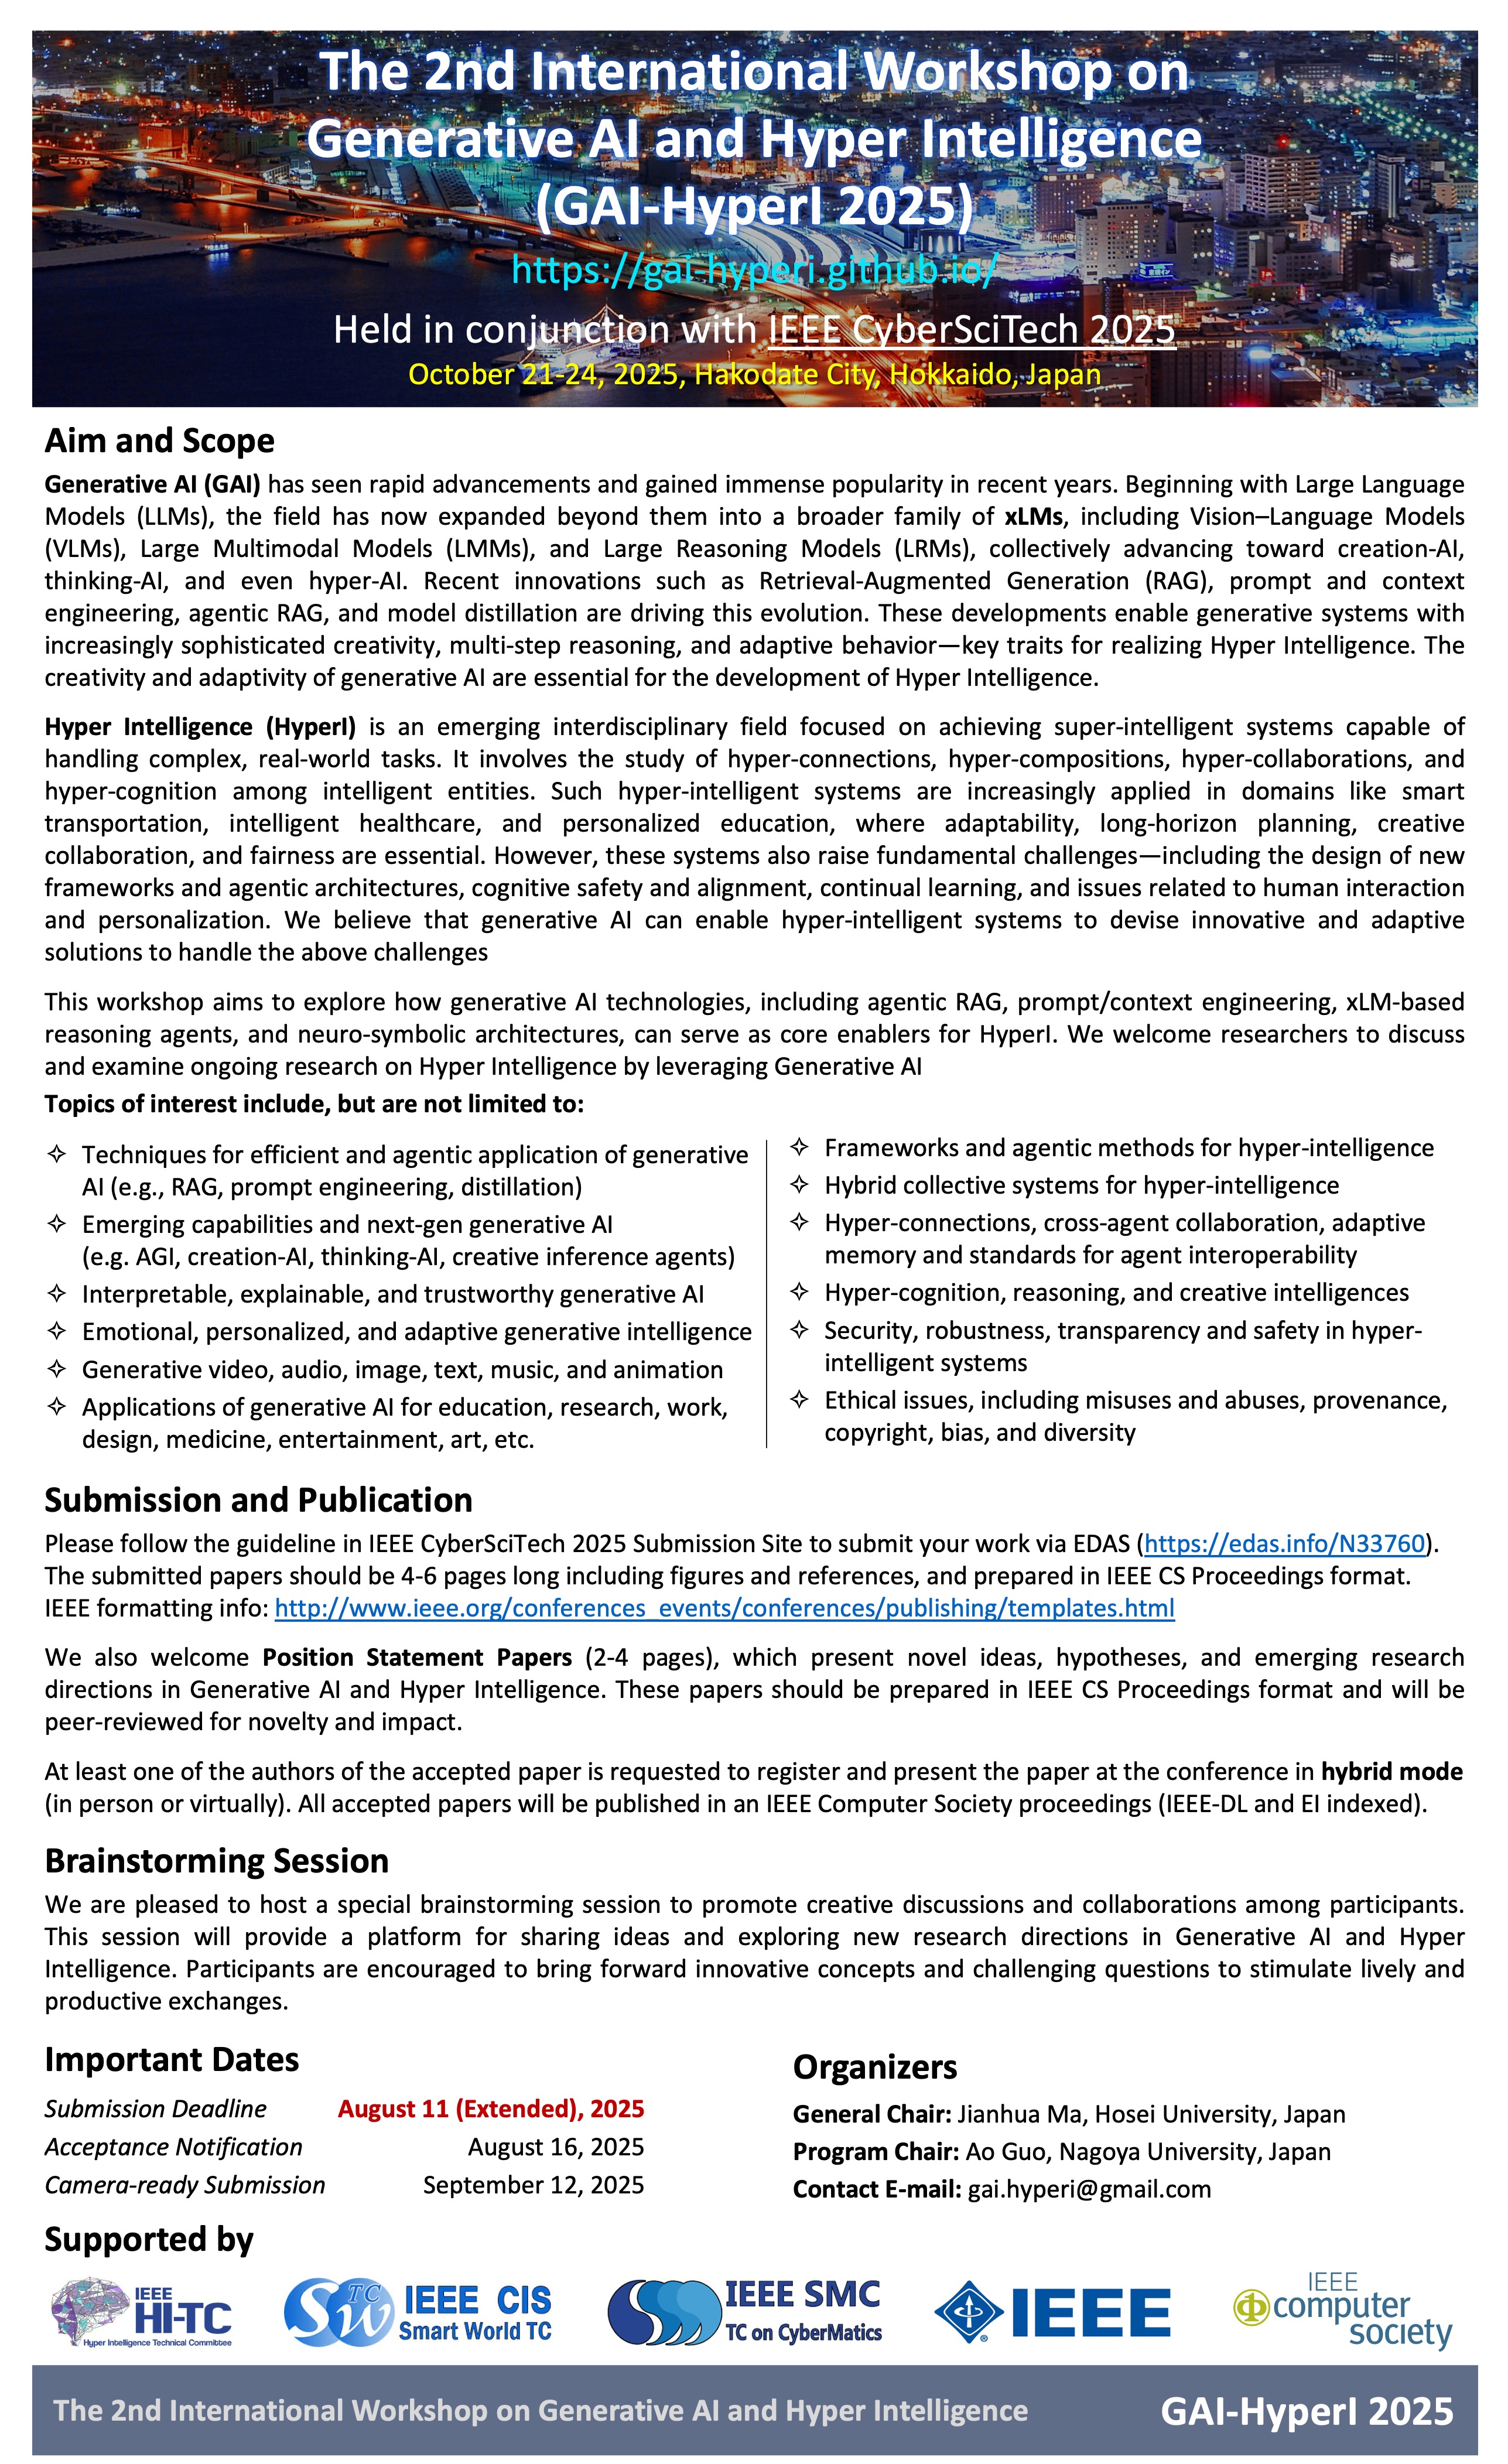 The 2nd International Workshop on
Generative AI and Hyper Intelligence
(GAI-HyperI 2025)
https://gai-hyperi.github.io/
Held in conjunction with IEEE CyberSciTech 2025
October 21-24, 2025, Hakodate City, Hokkaido, Japan
Aim and Scope
Generative AI (GAI) has seen rapid advancements and gained immense popularity in recent years. Beginning with Large Language
Models (LLMs), the field has now expanded beyond them into a broader family of xLMs, including Vision–Language Models
(VLMs), Large Multimodal Models (LMMs), and Large Reasoning Models (LRMs), collectively advancing toward creation-AI,
thinking-AI, and even hyper-AI. Recent innovations such as Retrieval-Augmented Generation (RAG), prompt and context
engineering, agentic RAG, and model distillation are driving this evolution. These developments enable generative systems with
increasingly sophisticated creativity, multi-step reasoning, and adaptive behavior—key traits for realizing Hyper Intelligence. The
creativity and adaptivity of generative AI are essential for the development of Hyper Intelligence.
Hyper Intelligence (HyperI) is an emerging interdisciplinary field focused on achieving super-intelligent systems capable of
handling complex, real-world tasks. It involves the study of hyper-connections, hyper-compositions, hyper-collaborations, and
hyper-cognition among intelligent entities. Such hyper-intelligent systems are increasingly applied in domains like smart
transportation, intelligent healthcare, and personalized education, where adaptability, long-horizon planning, creative
collaboration, and fairness are essential. However, these systems also raise fundamental challenges—including the design of new
frameworks and agentic architectures, cognitive safety and alignment, continual learning, and issues related to human interaction
and personalization. We believe that generative AI can enable hyper-intelligent systems to devise innovative and adaptive
solutions to handle the above challenges
This workshop aims to explore how generative AI technologies, including agentic RAG, prompt/context engineering, xLM-based
reasoning agents, and neuro-symbolic architectures, can serve as core enablers for HyperI. We welcome researchers to discuss
and examine ongoing research on Hyper Intelligence by leveraging Generative AI
Topics of interest include, but are not limited to:
✧ Techniques for efficient and agentic application of generative
AI (e.g., RAG, prompt engineering, distillation)
✧ Emerging capabilities and next-gen generative AI
(e.g. AGI, creation-AI, thinking-AI, creative inference agents)
✧ Interpretable, explainable, and trustworthy generative AI
✧ Emotional, personalized, and adaptive generative intelligence
✧ Generative video, audio, image, text, music, and animation
✧ Applications of generative AI for education, research, work,
design, medicine, entertainment, art, etc.
✧ Frameworks and agentic methods for hyper-intelligence
✧ Hybrid collective systems for hyper-intelligence
✧ Hyper-connections, cross-agent collaboration, adaptive
memory and standards for agent interoperability
✧ Hyper-cognition, reasoning, and creative intelligences
✧ Security, robustness, transparency and safety in hyper-
intelligent systems
✧ Ethical issues, including misuses and abuses, provenance,
copyright, bias, and diversity
Submission and Publication
Please follow the guideline in IEEE CyberSciTech 2025 Submission Site to submit your work via EDAS (https://edas.info/N33760).
The submitted papers should be 4-6 pages long including figures and references, and prepared in IEEE CS Proceedings format.
IEEE formatting info: http://www.ieee.org/conferences_events/conferences/publishing/templates.html
We also welcome Position Statement Papers (2-4 pages), which present novel ideas, hypotheses, and emerging research
directions in Generative AI and Hyper Intelligence. These papers should be prepared in IEEE CS Proceedings format and will be
peer-reviewed for novelty and impact.
At least one of the authors of the accepted paper is requested to register and present the paper at the conference in hybrid mode
(in person or virtually). All accepted papers will be published in an IEEE Computer Society proceedings (IEEE-DL and EI indexed).
Brainstorming Session
We are pleased to host a special brainstorming session to promote creative discussions and collaborations among participants.
This session will provide a platform for sharing ideas and exploring new research directions in Generative AI and Hyper
Intelligence. Participants are encouraged to bring forward innovative concepts and challenging questions to stimulate lively and
productive exchanges.
Important Dates
Submission Deadline August 11 (Extended), 2025
Acceptance Notification August 16, 2025
Camera-ready Submission September 12, 2025
Organizers
General Chair: Jianhua Ma, Hosei University, Japan
Program Chair: Ao Guo, Nagoya University, Japan
Contact E-mail: gai.hyperi@gmail.com
Supported by
IEEE
HI-TC
Hyper Intelligence Technical Committee
SW TC
IEEE CIS
Smart World TC
IEEE SMC
TC on CyberMatics
IEEE
IEEE
computer
society
The 2nd International Workshop on Generative AI and Hyper Intelligence GAI-HyperI 2025